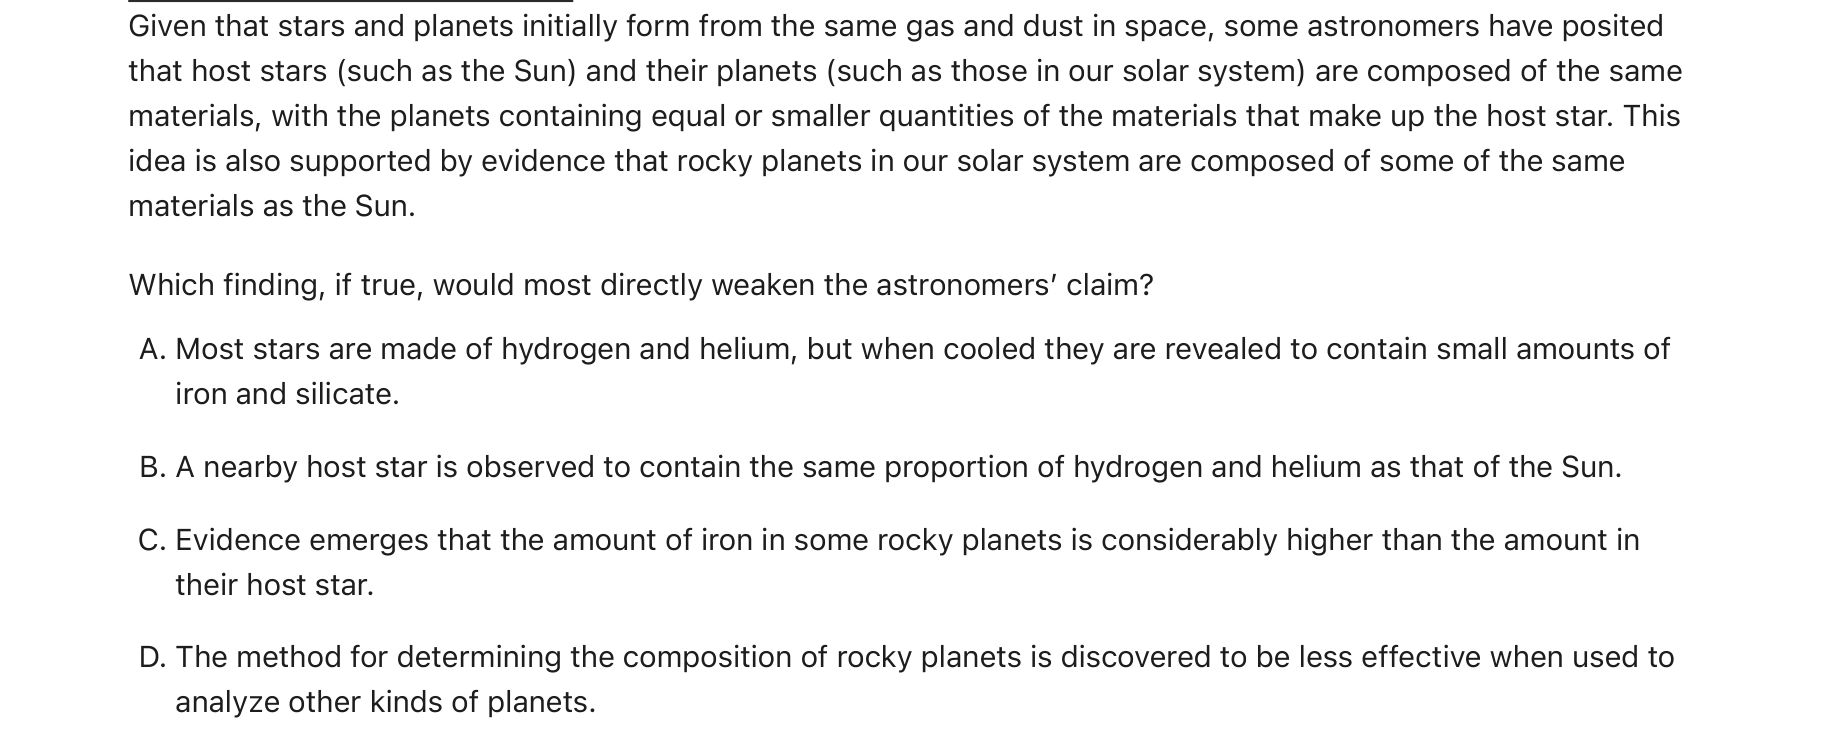 Given that stars and planets initially form from the same gas and dust in space, some astronomers have posited
that host stars (such as the Sun) and their planets (such as those in our solar system) are composed of the same
materials, with the planets containing equal or smaller quantities of the materials that make up the host star. This
idea is also supported by evidence that rocky planets in our solar system are composed of some of the same
materials as the Sun.
Which finding, if true, would most directly weaken the astronomers’ claim?
A. Most stars are made of hydrogen and helium, but when cooled they are revealed to contain small amounts of
iron and silicate.
B. A nearby host star is observed to contain the same proportion of hydrogen and helium as that of the Sun.
C. Evidence emerges that the amount of iron in some rocky planets is considerably higher than the amount in
their host star.
D. The method for determining the composition of rocky planets is discovered to be less effective when used to
analyze other kinds of planets.